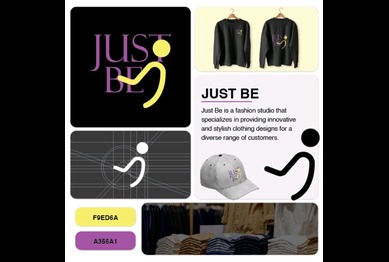 JUST
BE
JUST BE
Just Be is a fashion studio that
specializes in providing innovative
and stylish clothing designs for a
diverse range of customers.
F9ED6A
A355A1